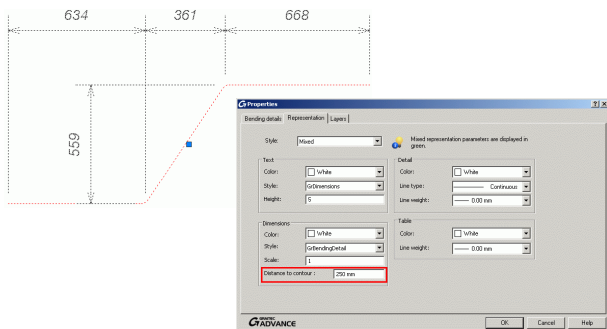 634 361 668
559
Properties
Bending details Representation Layers
Style: Mixed
Mixed representation parameters are displayed in green.
Text
Color: White
Style: GrDimensions
Height: 5
Detail
Color: White
Line type: Continuous
Line weight: 0.00 mm
Dimensions
Color: White
Style: GrBendingDetail
Scale: 1
Distance to contour : 250 mm
Table
Color: White
Line weight: 0.00 mm
GRAITEC
ADVANCE
OK Cancel Help